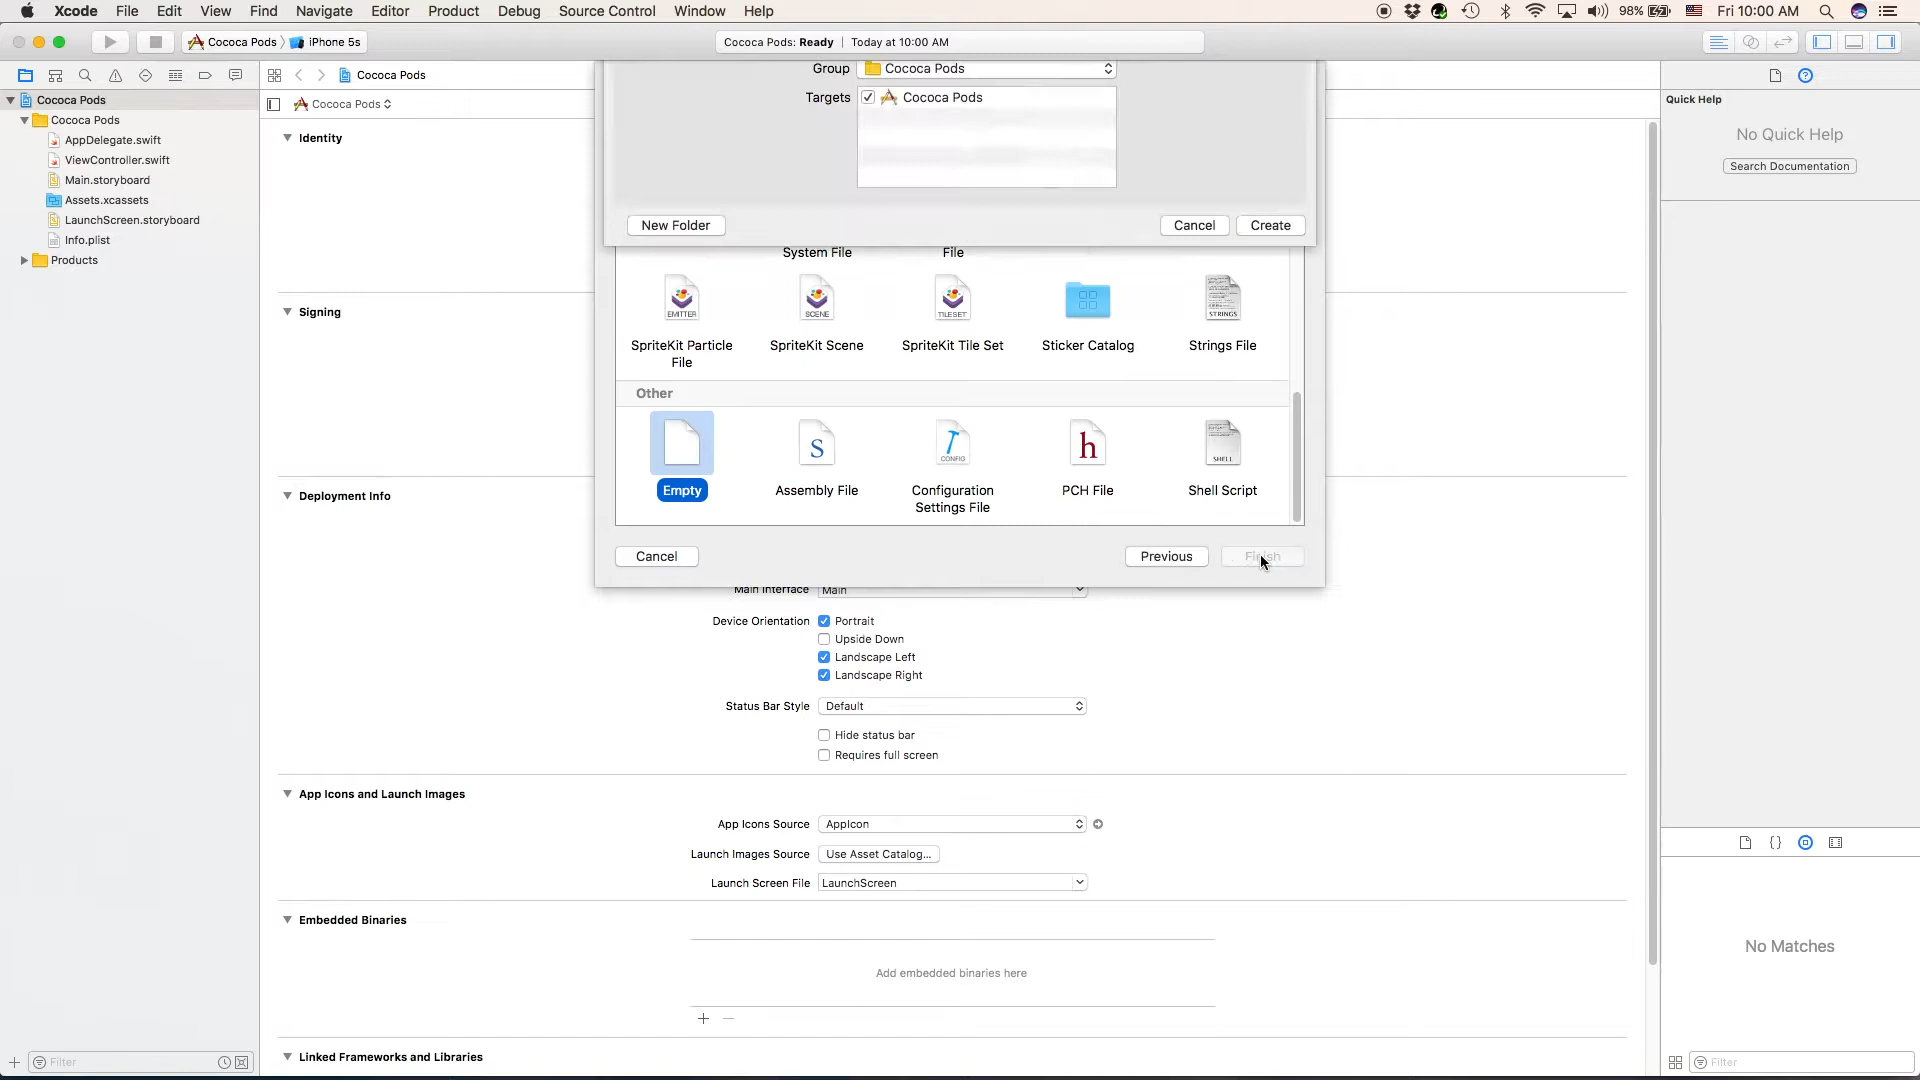 Xcode File Edit View Find Navigate Editor Product Debug Source Control Window Help 98% Fri 10:00 AM
Cococa Pods iPhone 5s Cococa Pods: Ready | Today at 10:00 AM
Cococa Pods
Cococa Pods
Cococa Pods
AppDelegate.swift
ViewController.swift
Main.storyboard
Assets.xcassets
LaunchScreen.storyboard
Info.plist
Products
Filter
Cococa Pods
Identity
Signing
Deployment Info
Group Cococa Pods
Targets Cococa Pods
New Folder Cancel Create
System File File
EMITTER SCENE TILESET STRINGS
SpriteKit Particle
File
SpriteKit Scene
SpriteKit Tile Set
Sticker Catalog
Strings File
Other
S CONFIG h SHELL
Empty
Assembly File
Configuration
Settings File
PCH File
Shell Script
Cancel Previous Finish
Main Interface Main
Device Orientation Portrait
Upside Down
Landscape Left
Landscape Right
Status Bar Style Default
Hide status bar
Requires full screen
App Icons and Launch Images
App Icons Source AppIcon
Launch Images Source Use Asset Catalog...
Launch Screen File LaunchScreen
Embedded Binaries
Add embedded binaries here
Linked Frameworks and Libraries
Quick Help
No Quick Help
Search Documentation
No Matches
Filter